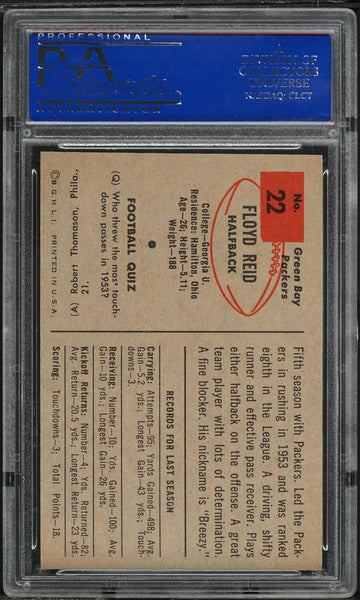 PROFESSIONAL
PSA
AUTHENTICATOR
A
DIVISION OF
COLLECTORS
UNIVERSE
NASDAQ: CLCT
No.
22
Green Bay
Packers
FLOYD REID
HALFBACK
College—Georgia U.
Residence: Hamilton, Ohio
Age—26; Height—5.11;
Weight—188
FOOTBALL QUIZ
(Q) Who threw the most touch-
down passes in 1953?
(A) Robert Thomason, Phila.,
21.
© B.G.H.L.I. PRINTED IN U.S.A.
Fifth season with Packers. Led the Pack-
ers in rushing in 1953 and was ranked
eighth in the League. A driving, shifty
runner and effective pass receiver. Plays
either halfback on the offense. A great
team player with lots of determination.
A fine blocker. His nickname is "Breezy".
RECORDS FOR LAST SEASON
Carrying: Attempts—95; Yards Gained—498; Avg.
Gain—5.2 yds.; Longest Gain—43 yds.; Touch-
downs—3.
Receiving: Number—10; Yds. Gained—100; Avg.
Gain—10 yds.; Longest Gain—26 yds.
Kickoff Returns: Number—4; Yds. Returned—82;
Avg. Return—20.5 yds.; Longest Return—23 yds.
Scoring: Touchdowns—3; Total Points—18.